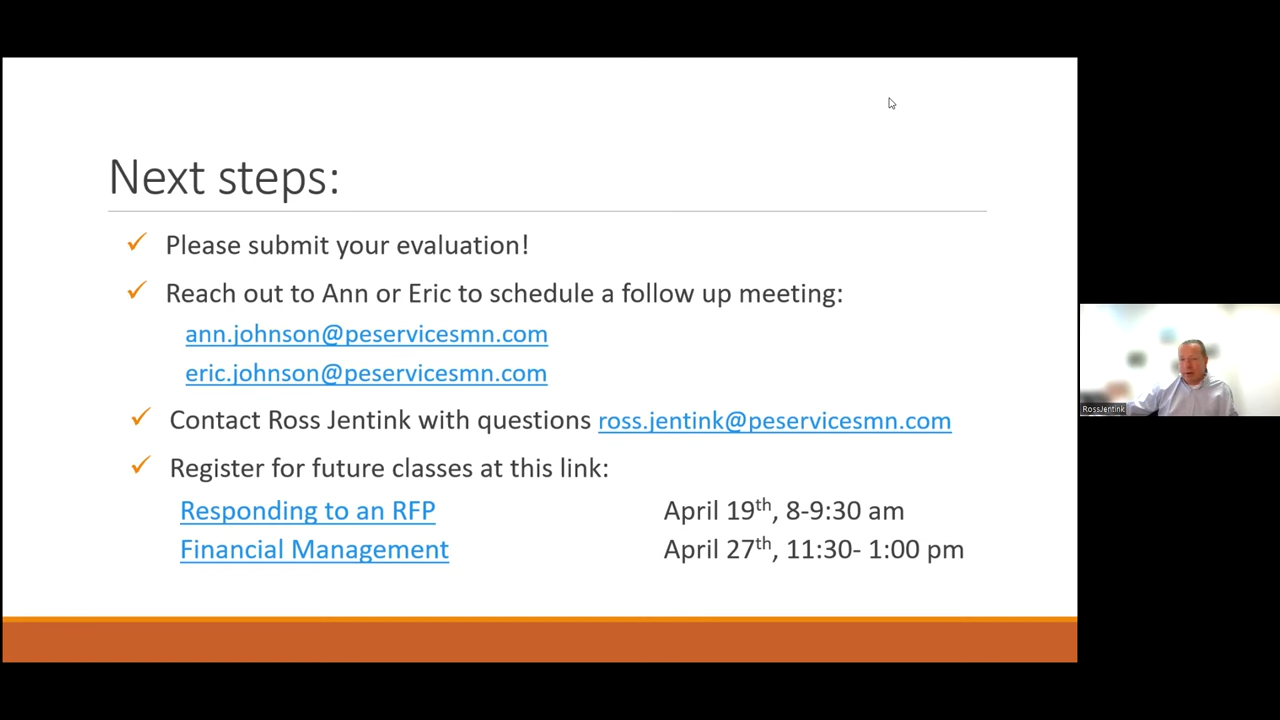 Next steps:
✓ Please submit your evaluation!
✓ Reach out to Ann or Eric to schedule a follow up meeting:
ann.johnson@peservicesmn.com
eric.johnson@peservicesmn.com
✓ Contact Ross Jentink with questions ross.jentink@peservicesmn.com
RossJentink
✓ Register for future classes at this link:
Responding to an RFP April 19th, 8-9:30 am
Financial Management April 27th, 11:30- 1:00 pm